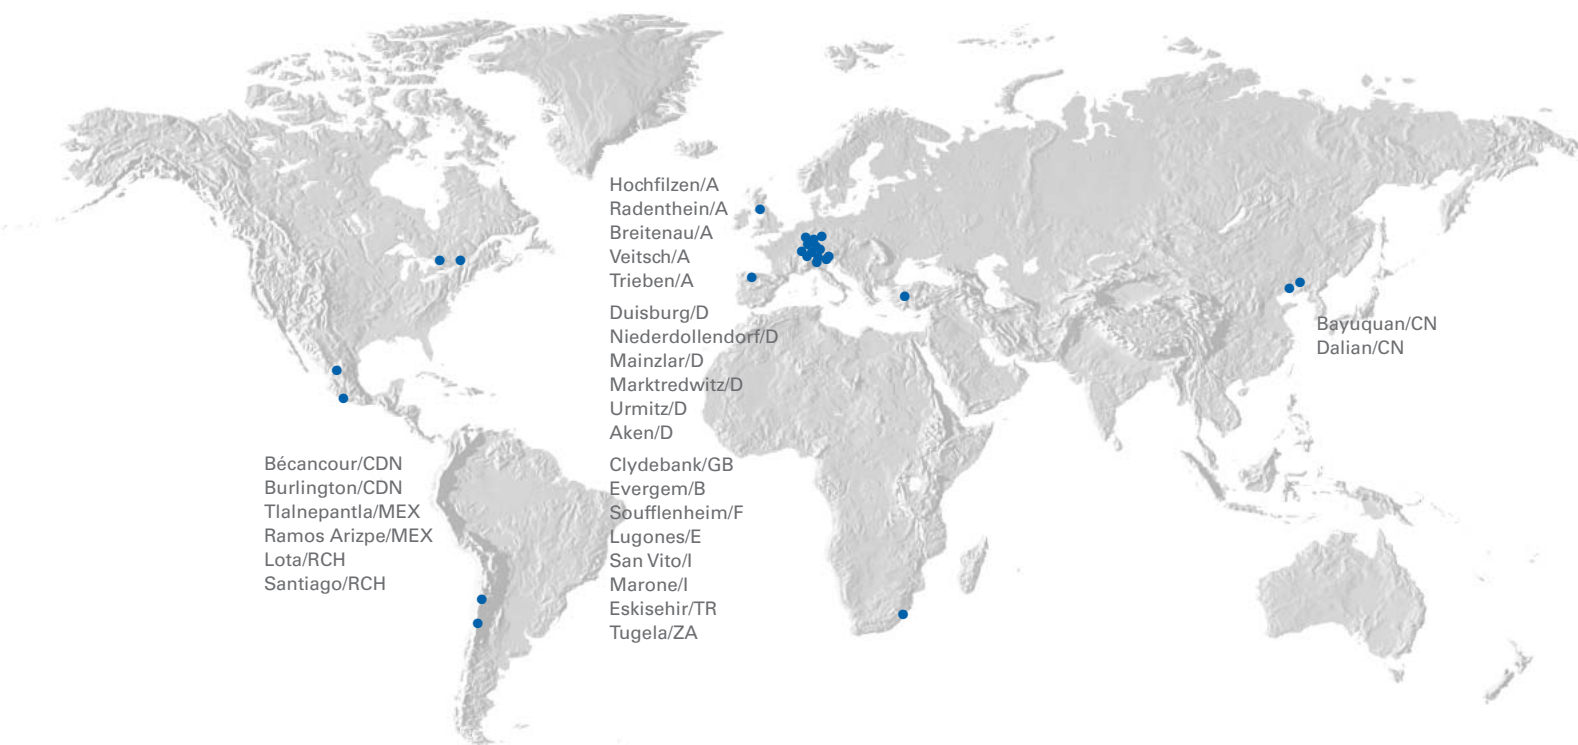 Hochfilzen/A
Radenthein/A
Breitenau/A
Veitsch/A
Trieben/A
Duisburg/D
Niederdollendorf/D
Mainzlar/D
Marktredwitz/D
Urmitz/D
Aken/D
Clydebank/GB
Evergem/B
Soufflenheim/F
Lugones/E
San Vito/I
Marone/I
Eskisehir/TR
Tugela/ZA
Bécancour/CDN
Burlington/CDN
Tlalnepantla/MEX
Ramos Arizpe/MEX
Lota/RCH
Santiago/RCH
Bayuquan/CN
Dalian/CN